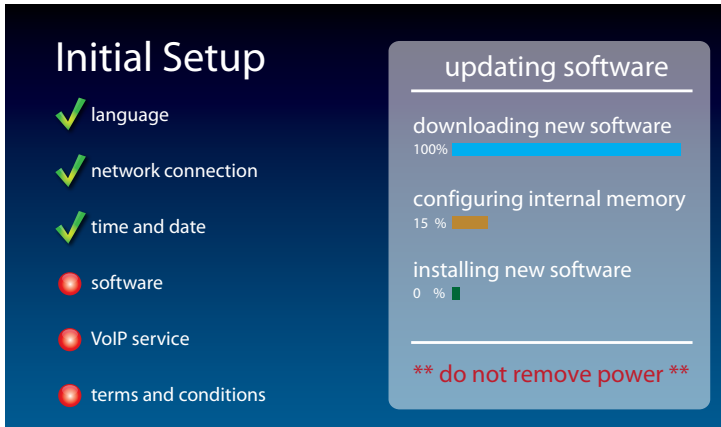 Initial Setup
language
network connection
time and date
software
VoIP service
terms and conditions
updating software
downloading new software
100%
configuring internal memory
15 %
installing new software
0 %
** do not remove power **